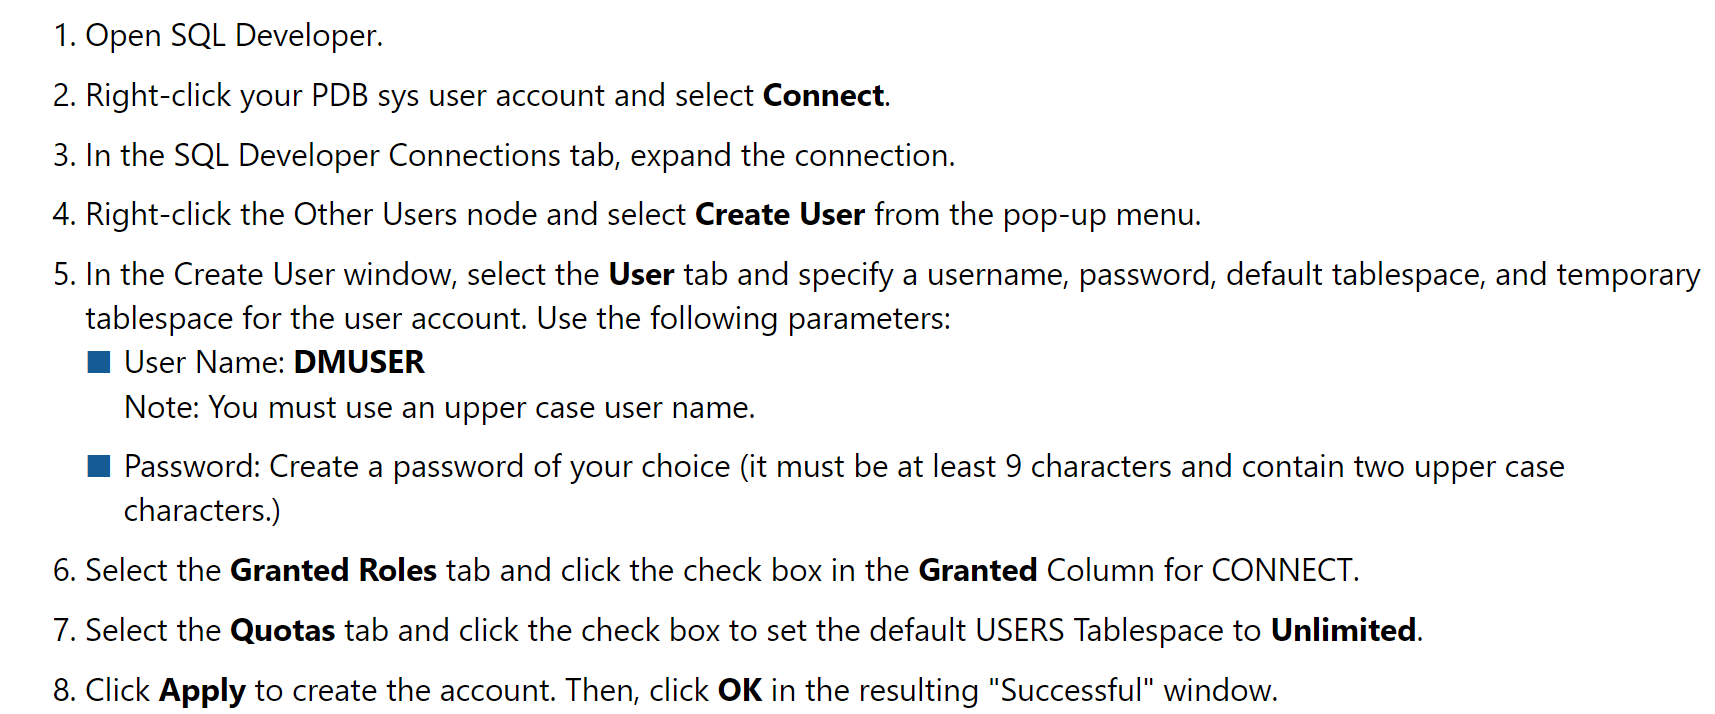 1. Open SQL Developer.
2. Right-click your PDB sys user account and select Connect.
3. In the SQL Developer Connections tab, expand the connection.
4. Right-click the Other Users node and select Create User from the pop-up menu.
5. In the Create User window, select the User tab and specify a username, password, default tablespace, and temporary
tablespace for the user account. Use the following parameters:
■ User Name: DMUSER
Note: You must use an upper case user name.
■ Password: Create a password of your choice (it must be at least 9 characters and contain two upper case
characters.)
6. Select the Granted Roles tab and click the check box in the Granted Column for CONNECT.
7. Select the Quotas tab and click the check box to set the default USERS Tablespace to Unlimited.
8. Click Apply to create the account. Then, click OK in the resulting "Successful" window.